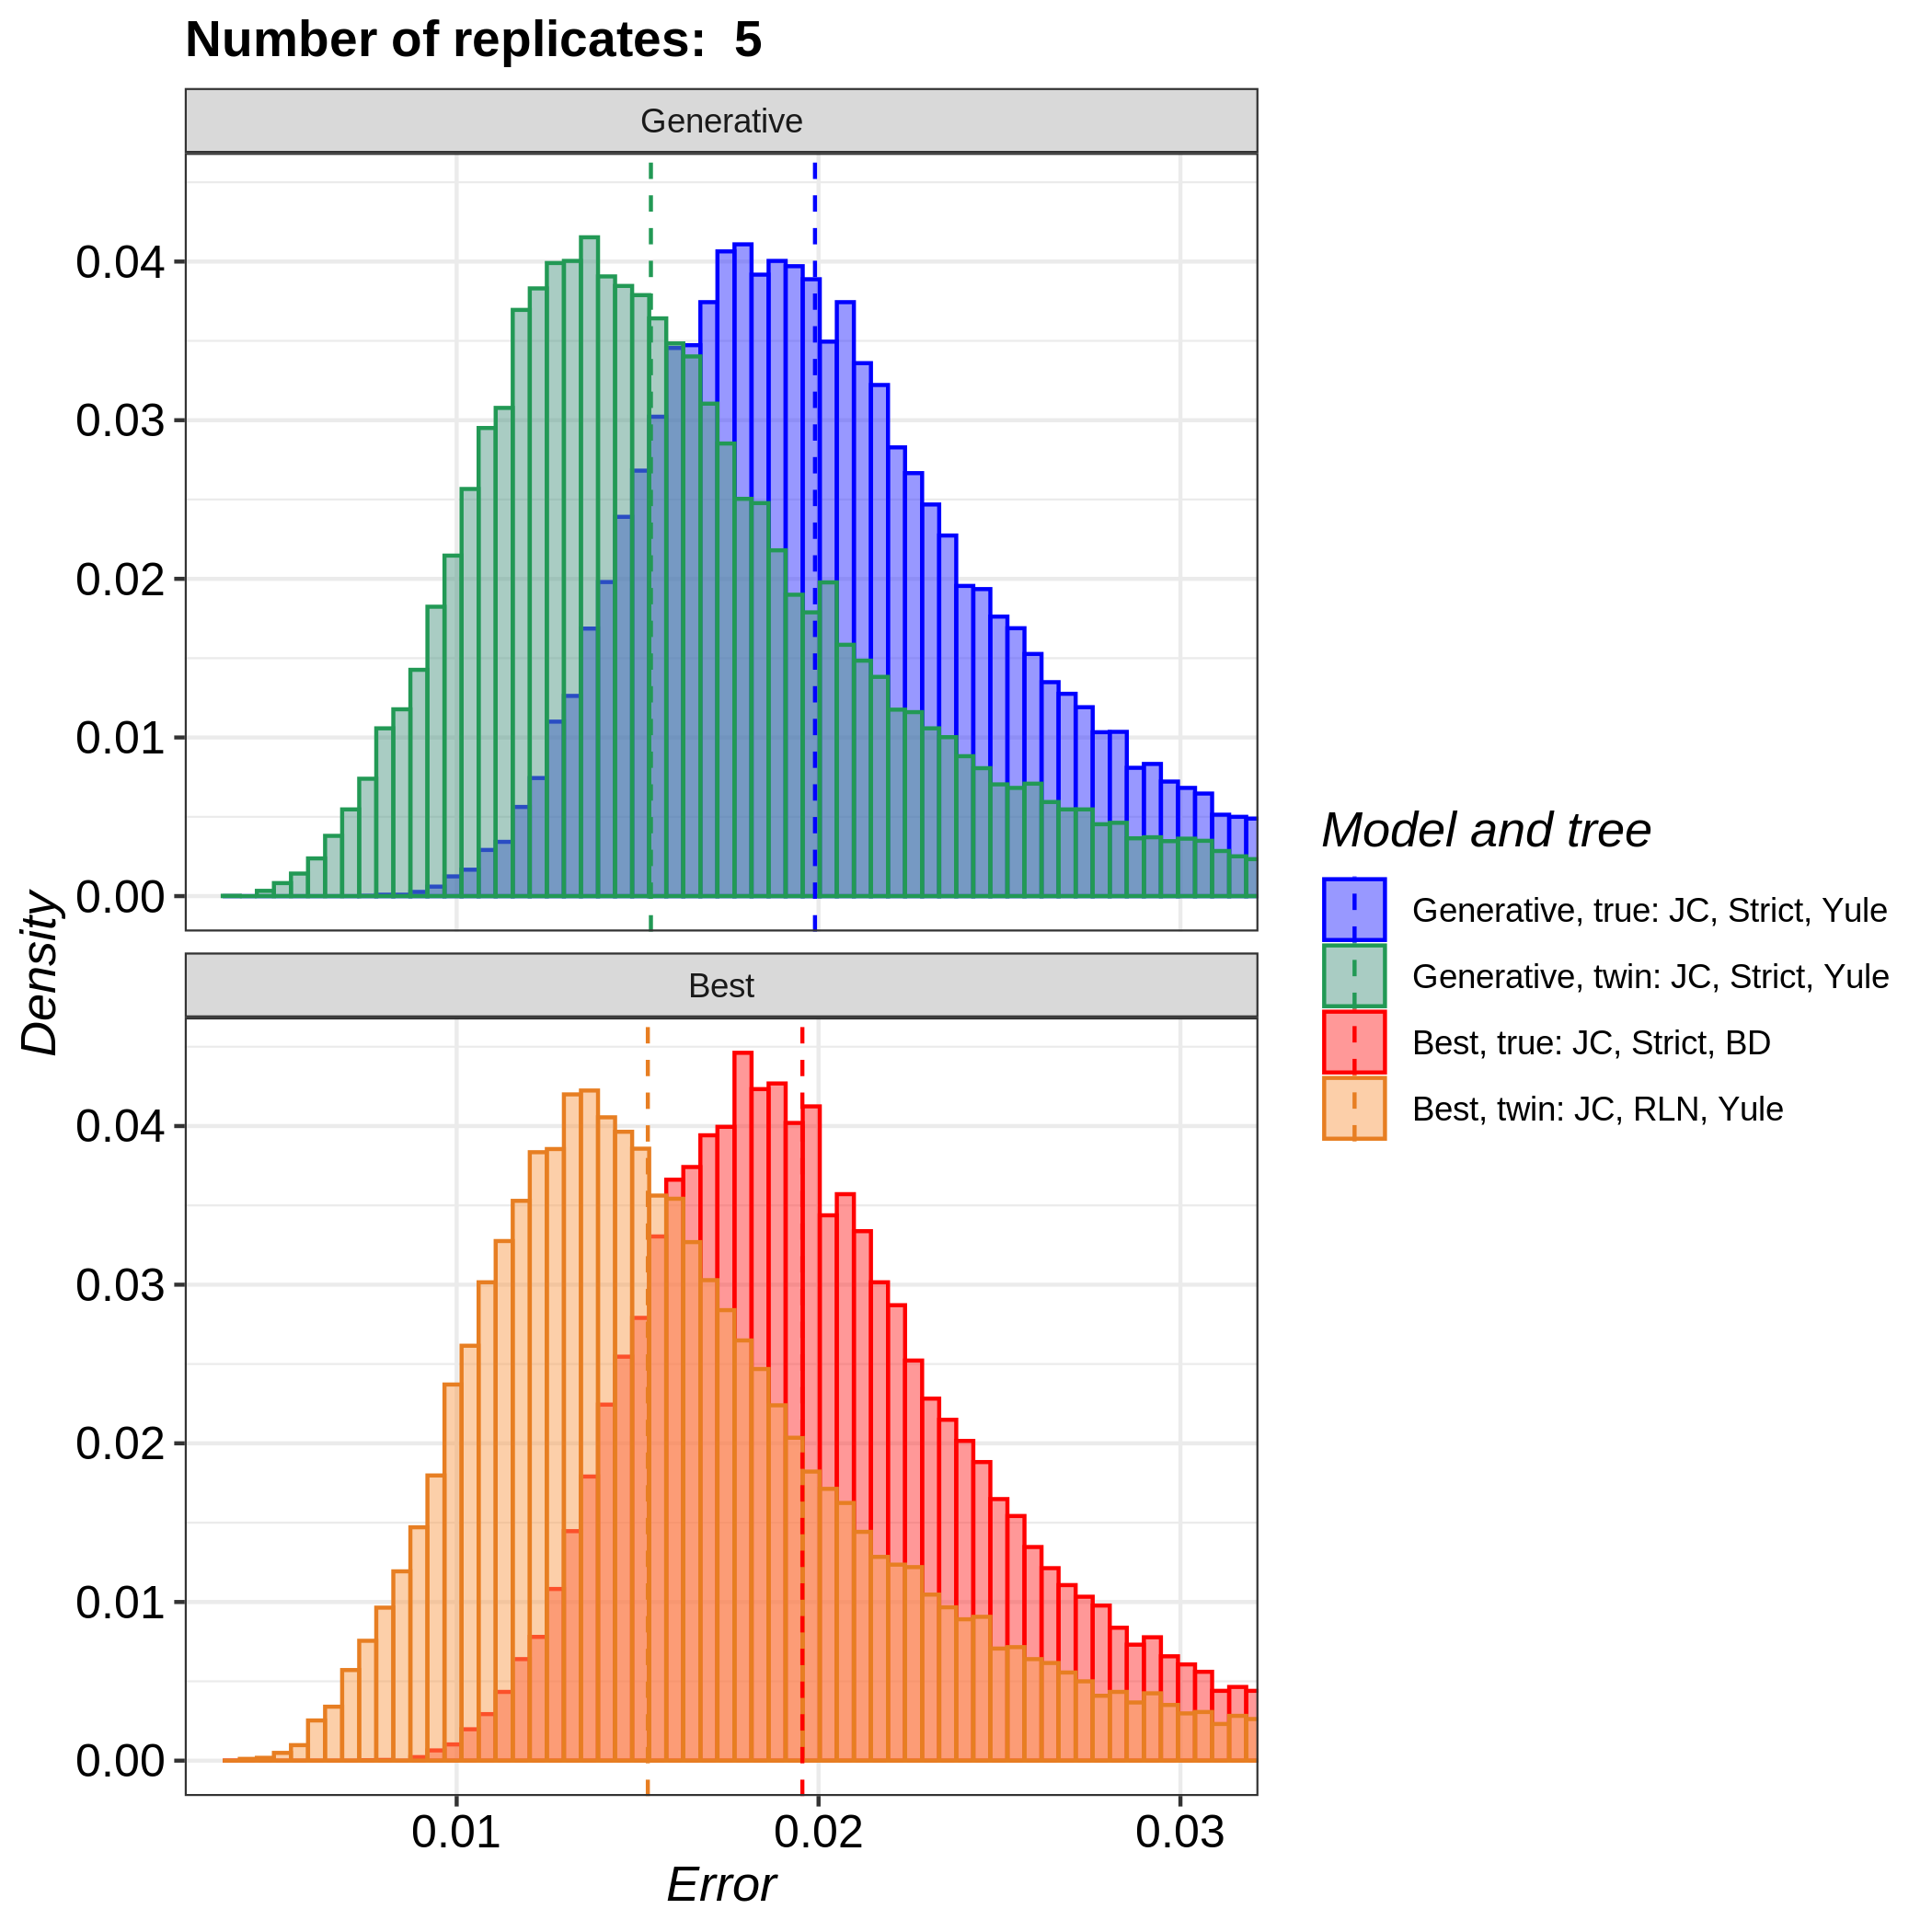 Number of replicates:  5
Generative
0.04
0.03
0.02
0.01
0.00
Density
Best
0.04
0.03
0.02
0.01
0.00
0.01
0.02
0.03
Error
Model and tree
Generative, true: JC, Strict, Yule
Generative, twin: JC, Strict, Yule
Best, true: JC, Strict, BD
Best, twin: JC, RLN, Yule